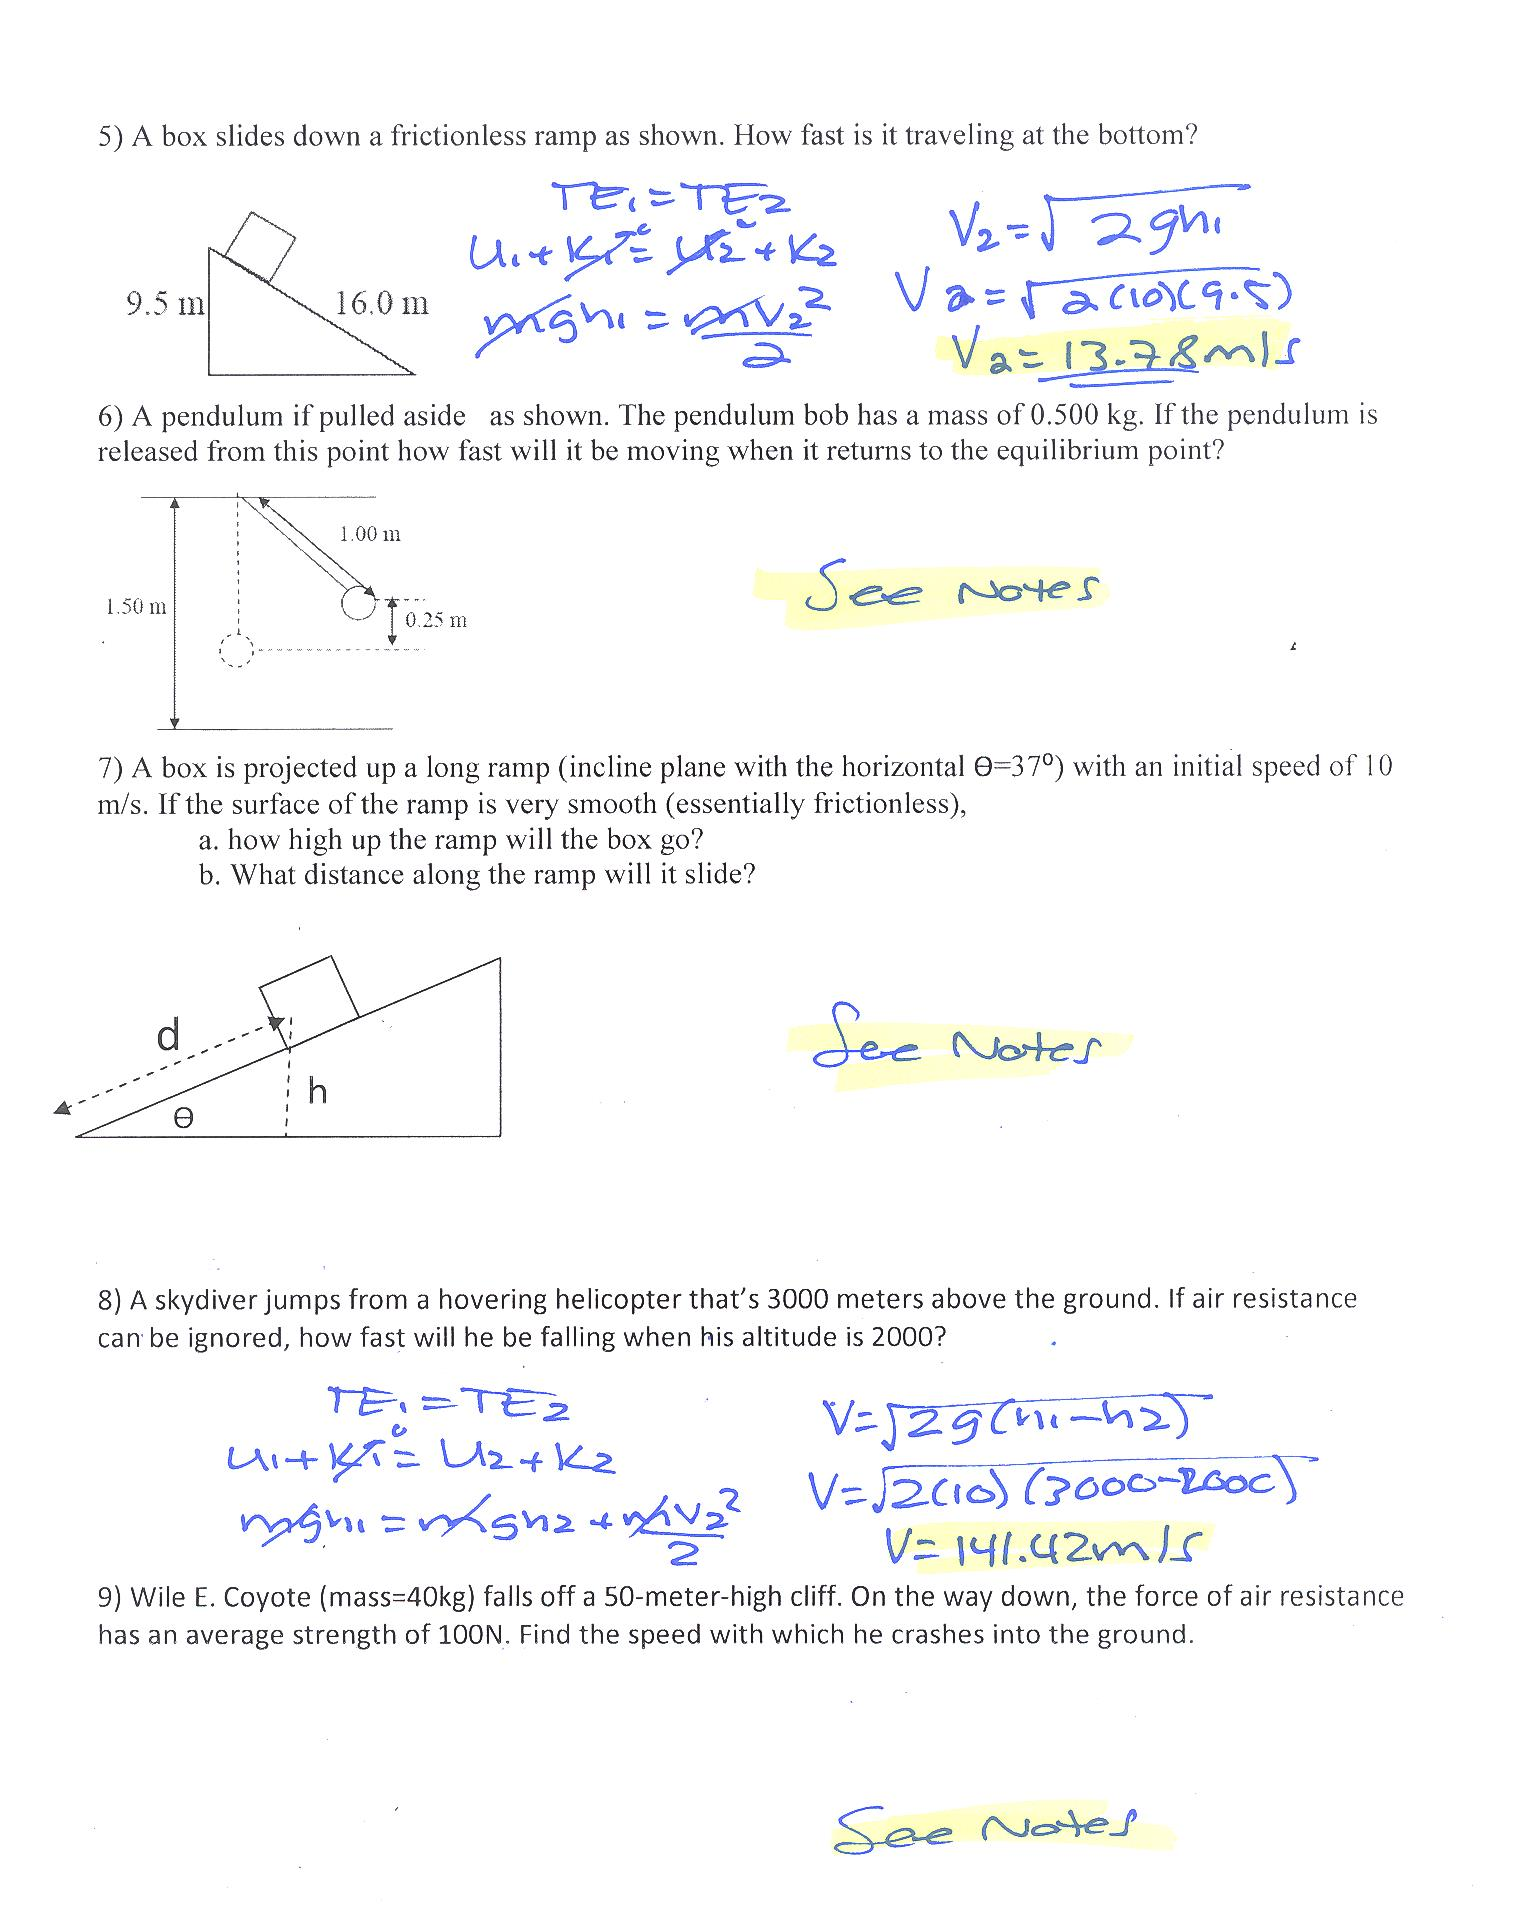 5) A box slides down a frictionless ramp as shown. How fast is it traveling at the bottom?
TE₁ = TE₂
U₁ + K₁⁰ = U₂⁰ + K₂
mgh₁ = mv₂²/2
V₂ = √2gh₁
V₂ = √2(10)(9.5)
V₂ = 13.78 m/s
9.5 m
16.0 m
6) A pendulum if pulled aside as shown. The pendulum bob has a mass of 0.500 kg. If the pendulum is
released from this point how fast will it be moving when it returns to the equilibrium point?
1.00 m
1.50 m
0.25 m
See Notes
7) A box is projected up a long ramp (incline plane with the horizontal Θ=37⁰) with an initial speed of 10
m/s. If the surface of the ramp is very smooth (essentially frictionless),
a. how high up the ramp will the box go?
b. What distance along the ramp will it slide?
d
h
Θ
See Notes
8) A skydiver jumps from a hovering helicopter that's 3000 meters above the ground. If air resistance
can be ignored, how fast will he be falling when his altitude is 2000?
TE₁ = TE₂
U₁ + K₁⁰ = U₂ + K₂
mgh₁ = mgh₂ + mv₂²/2
V = √2g(h₁-h₂)
V = √2(10)(3000-2000)
V = 141.42 m/s
9) Wile E. Coyote (mass=40kg) falls off a 50-meter-high cliff. On the way down, the force of air resistance
has an average strength of 100N. Find the speed with which he crashes into the ground.
See Notes